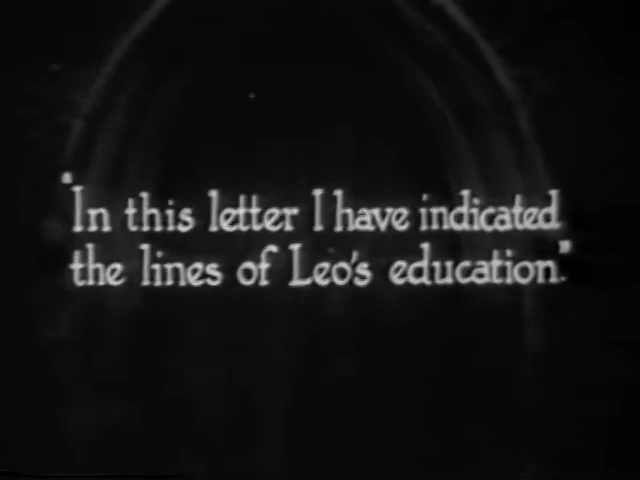 "In this letter I have indicated
the lines of Leo's education."